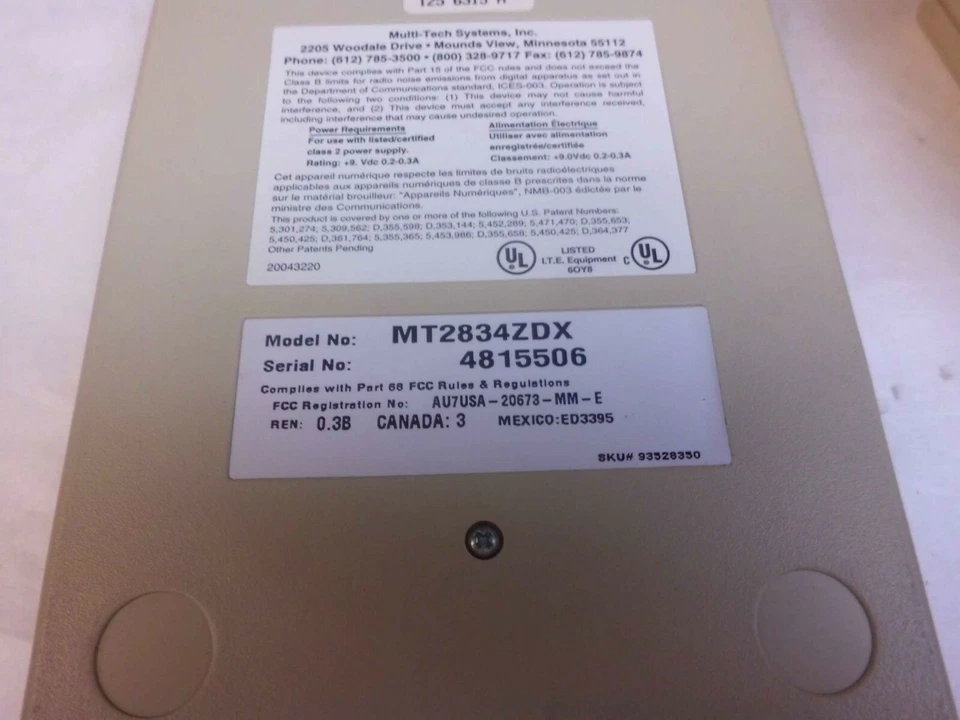 125 6315 A
Multi-Tech Systems, Inc.
2205 Woodale Drive • Mounds View, Minnesota 55112
Phone: (612) 785-3500 • (800) 328-9717 Fax: (612) 785-9874
This device complies with Part 15 of the FCC rules and does not exceed the
Class B limits for radio noise emissions from digital apparatus as set out in
the Department of Communications standard, ICES-003. Operation is subject
to the following two conditions: (1) This device may not cause harmful
interference, and (2) This device must accept any interference received,
including interference that may cause undesired operation.
Power Requirements
For use with listed/certified
class 2 power supply.
Rating: +9. Vdc 0.2-0.3A
Alimentation Électrique
Utiliser avec alimentation
enregistrée/certifiée
Classement: +9.0Vdc 0.2-0.3A
Cet appareil numérique respecte les limites de bruits radioélectriques
applicables aux appareils numériques de classe B prescrites dans la norme
sur le matérial brouilleur: "Appareils Numériques", NMB-003 édictée par le
ministre des Communications.
This product is covered by one or more of the following U.S. Patent Numbers:
5,301,274; 5,309,562; D,355,598; D,353,144; 5,452,289; 5,471,470; D,355,653;
5,450,425; D,361,764; 5,355,365; 5,453,986; D,355,658; 5,450,425; D,364,377
Other Patents Pending
20043220
UL
LISTED
I.T.E. Equipment
6OY8
C UL
Model No: MT2834ZDX
Serial No: 4815506
Complies with Part 68 FCC Rules & Regulations
FCC Registration No: AU7USA-20673-MM-E
REN: 0.3B CANADA: 3 MEXICO:ED3395
SKU# 93528350